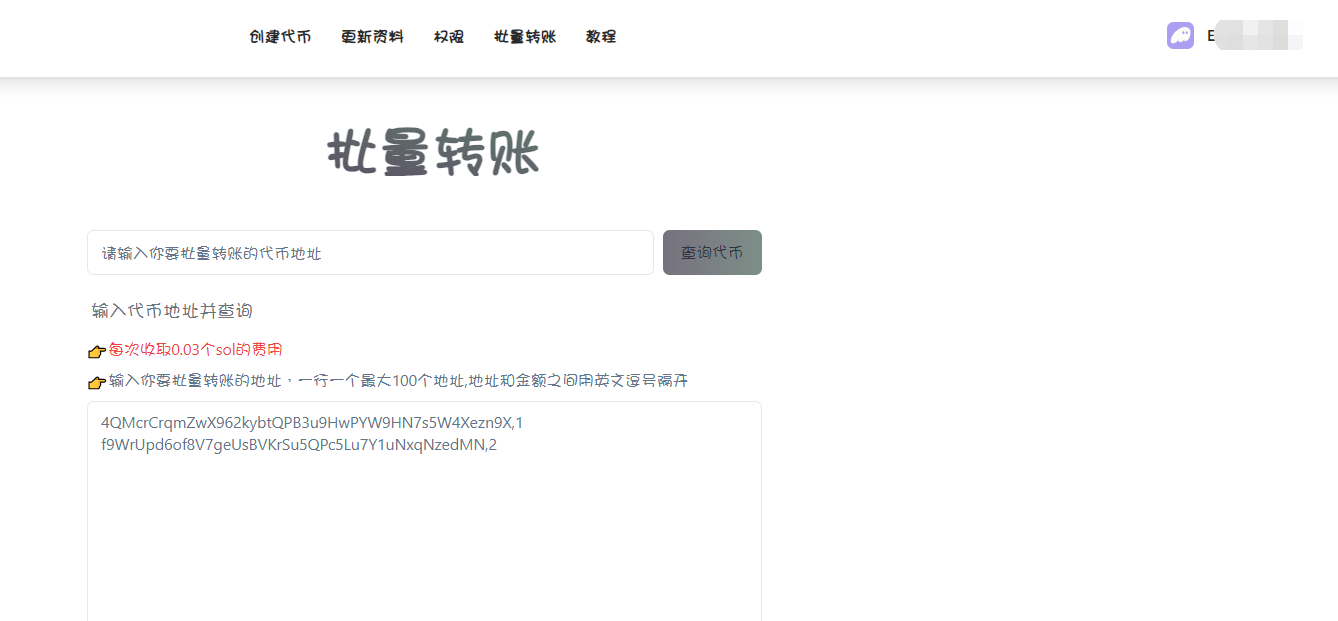 创建代币 更新资料 权限 批量转账 教程 E
批量转账
请输入你要批量转账的代币地址 查询代币
输入代币地址并查询
👉每次收取0.03个sol的费用
👉输入你要批量转账的地址，一行一个最大100个地址,地址和金额之间用英文逗号隔开
4QMcrCrqmZwX962kybtQPB3u9HwPYW9HN7s5W4Xezn9X,1
f9WrUpd6of8V7geUsBVKrSu5QPc5Lu7Y1uNxqNzedMN,2